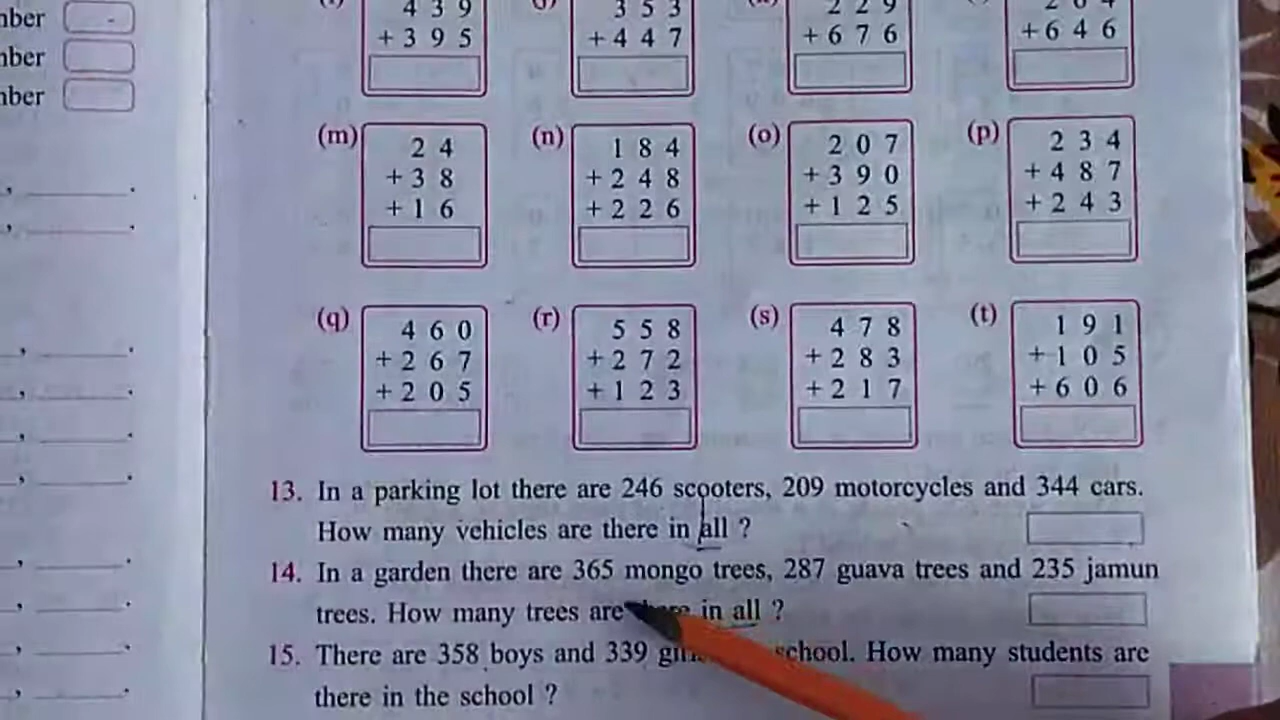 mber
mber
mber
4 3 9
+ 3 9 5
3 5 3
+ 4 4 7
2 2 9
+ 6 7 6
+ 6 4 6
(m)
2 4
+ 3 8
+ 1 6
(n)
1 8 4
+ 2 4 8
+ 2 2 6
(o)
2 0 7
+ 3 9 0
+ 1 2 5
(p)
2 3 4
+ 4 8 7
+ 2 4 3
(q)
4 6 0
+ 2 6 7
+ 2 0 5
(r)
5 5 8
+ 2 7 2
+ 1 2 3
(s)
4 7 8
+ 2 8 3
+ 2 1 7
(t)
1 9 1
+ 1 0 5
+ 6 0 6
13. In a parking lot there are 246 scooters, 209 motorcycles and 344 cars.
How many vehicles are there in all ?
14. In a garden there are 365 mongo trees, 287 guava trees and 235 jamun
trees. How many trees are in all ?
15. There are 358 boys and 339 school. How many students are
there in the school ?